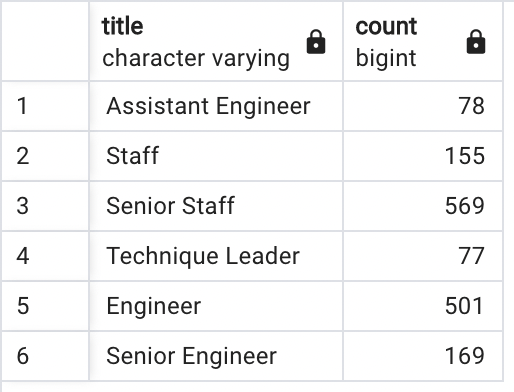 title count
character varying bigint
1 Assistant Engineer 78
2 Staff 155
3 Senior Staff 569
4 Technique Leader 77
5 Engineer 501
6 Senior Engineer 169